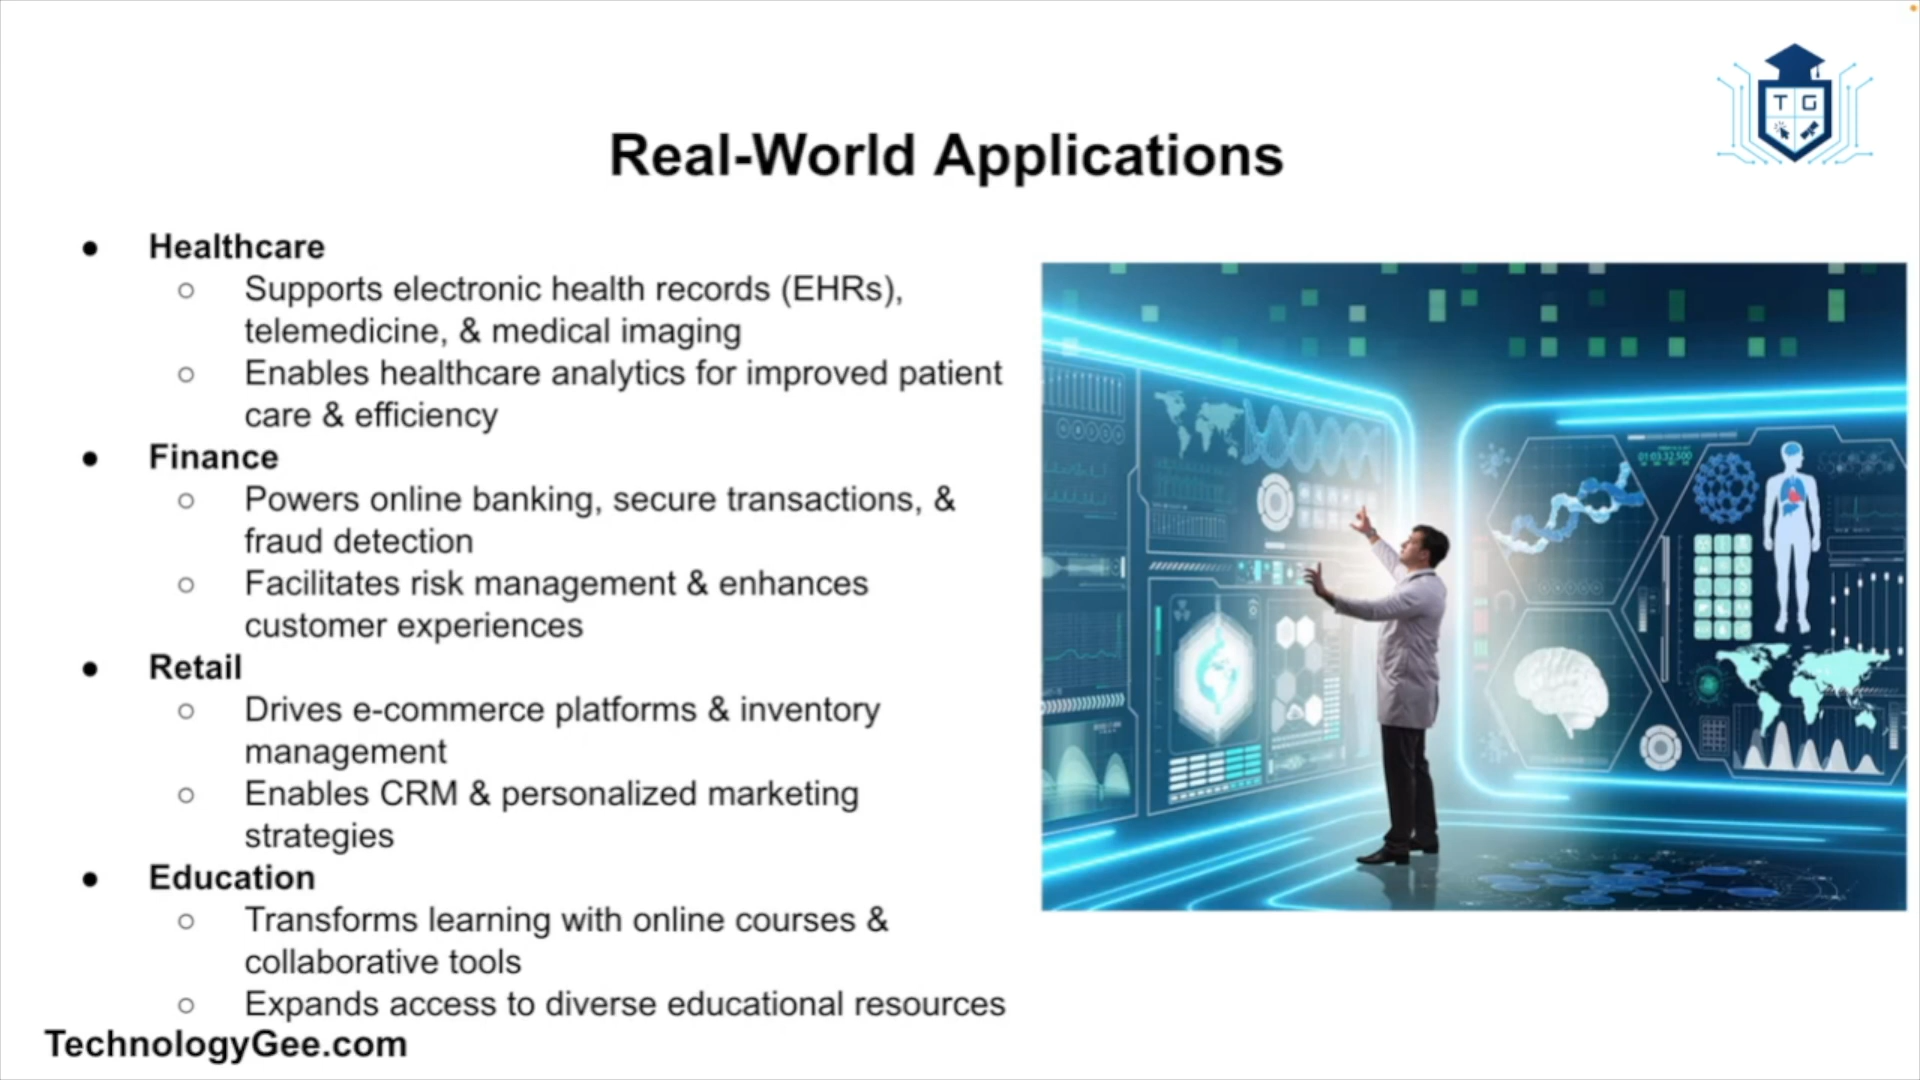 T G
Real-World Applications
● Healthcare
○ Supports electronic health records (EHRs),
telemedicine, & medical imaging
○ Enables healthcare analytics for improved patient
care & efficiency
● Finance
○ Powers online banking, secure transactions, &
fraud detection
○ Facilitates risk management & enhances
customer experiences
● Retail
○ Drives e-commerce platforms & inventory
management
○ Enables CRM & personalized marketing
strategies
● Education
○ Transforms learning with online courses &
collaborative tools
○ Expands access to diverse educational resources
TechnologyGee.com